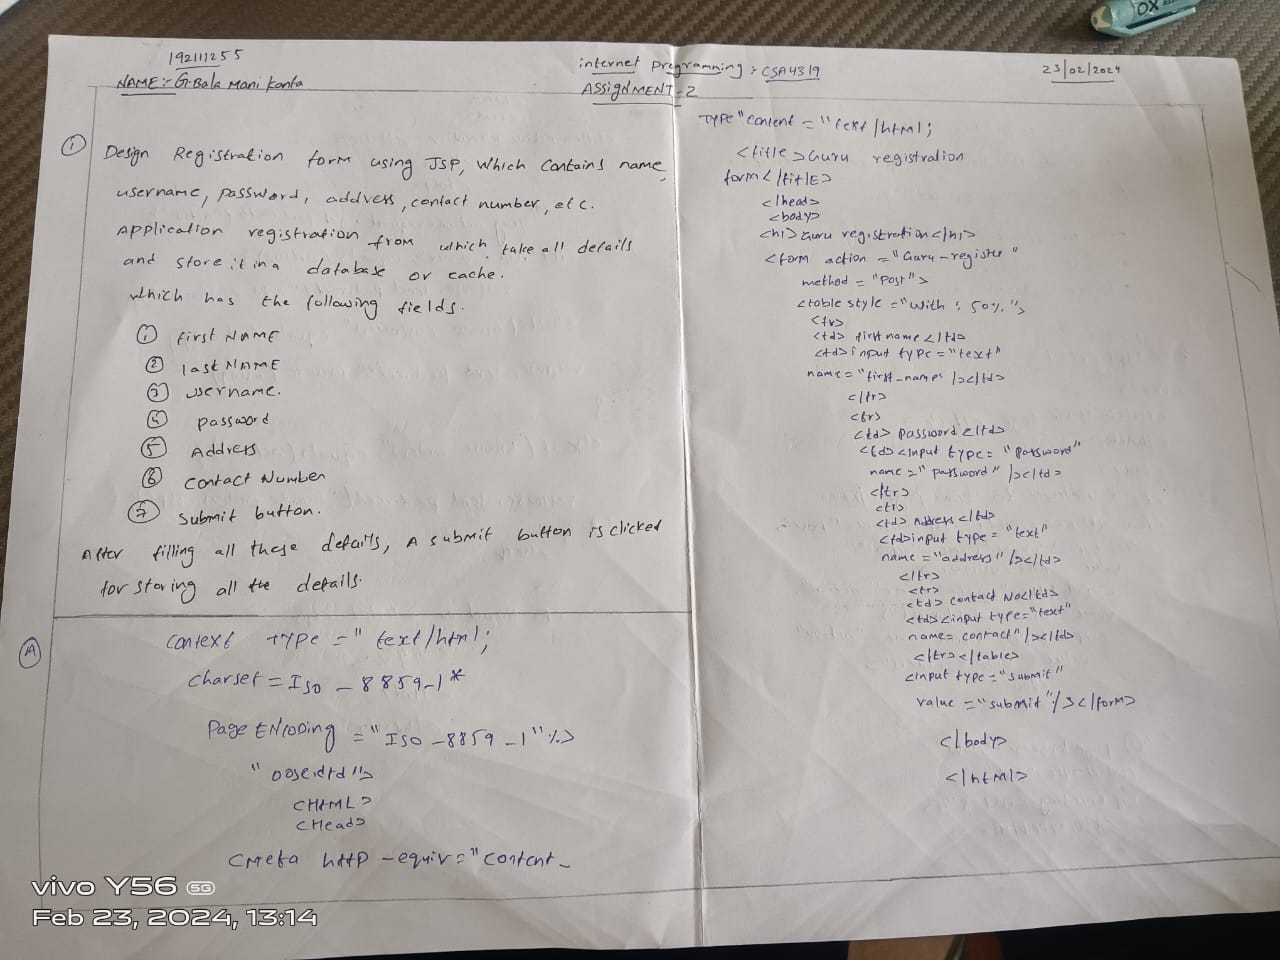 192111255
NAME:- G.Bala Mani Kanta
internet programming : CSA4319
ASSIGNMENT-2
23/02/2024
① Design Registration form using JSP, which contains name,
username, password, address, contact number, etc.
Application registration from which take all details
and store it in a database or cache.
which has the following fields.
① first NAME
② last NAME
③ username.
④ password
⑤ Address
⑥ contact Number
⑦ submit button.
After filling all these details, A submit button is clicked
for storing all the details.
Ⓐ
context TYPE =" text/html;
charset = ISO - 8859-1*
Page ENCODING = "ISO -8859-1"%>
<HTML>
<Head>
<Meta http -equiv="content-
TYPE "content = "text/html;
<title>Guru registration
form</title>
</head>
<body>
<h1>Guru registration</h1>
<form action ="Guru-register"
method = "Post">
<table style ="with : 50%.">
<tr>
<td> first name </td>
<td>input type="text"
name="first-name" /></td>
</tr>
<tr>
<td> password </td>
<td><input type= "password"
name =" password" /></td>
</tr>
<tr>
<td> Address </td>
<td>input type= "text"
name ="address" /></td>
</tr>
<tr>
<td> contact No</td>
<td><input type="text"
name= contact" /></td>
</tr></table>
<input type="submit"
value ="submit"/></form>
</body>
</html>
vivo Y56 5G
Feb 23, 2024, 13:14
OX